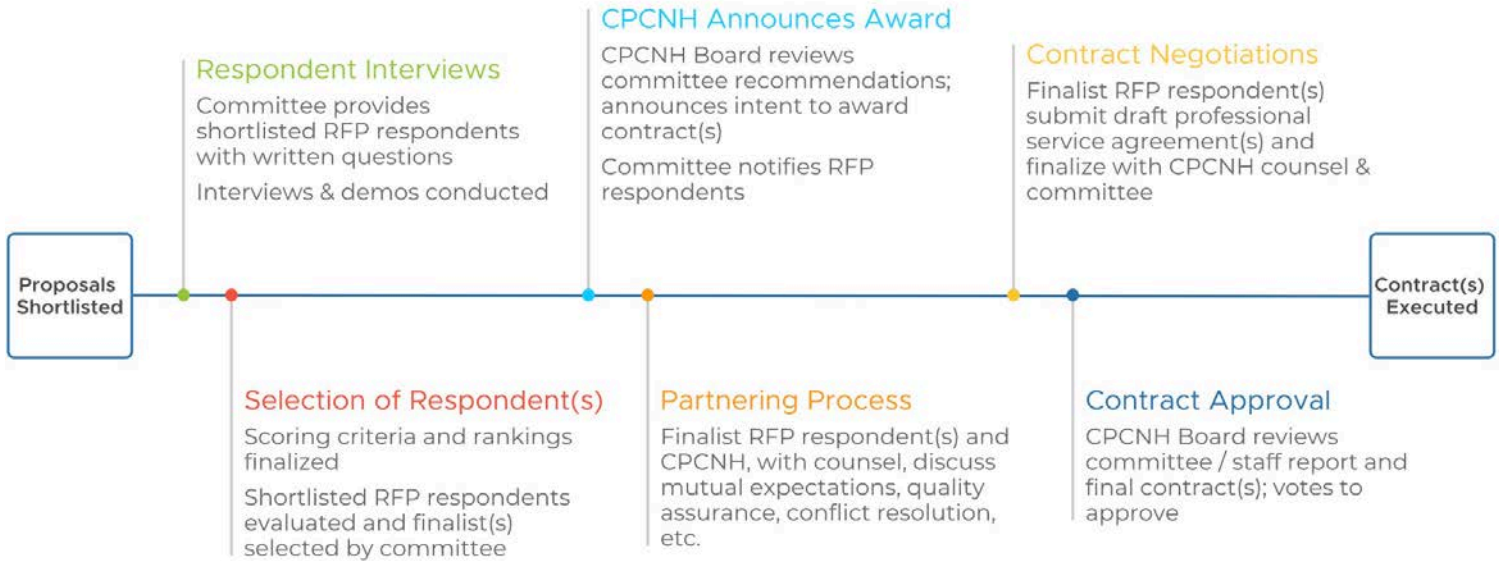 Proposals
Shortlisted
Respondent Interviews
Committee provides
shortlisted RFP respondents
with written questions
Interviews & demos conducted
Selection of Respondent(s)
Scoring criteria and rankings
finalized
Shortlisted RFP respondents
evaluated and finalist(s)
selected by committee
CPCNH Announces Award
CPCNH Board reviews
committee recommendations;
announces intent to award
contract(s)
Committee notifies RFP
respondents
Partnering Process
Finalist RFP respondent(s) and
CPCNH, with counsel, discuss
mutual expectations, quality
assurance, conflict resolution,
etc.
Contract Negotiations
Finalist RFP respondent(s)
submit draft professional
service agreement(s) and
finalize with CPCNH counsel &
committee
Contract Approval
CPCNH Board reviews
committee / staff report and
final contract(s); votes to
approve
Contract(s)
Executed